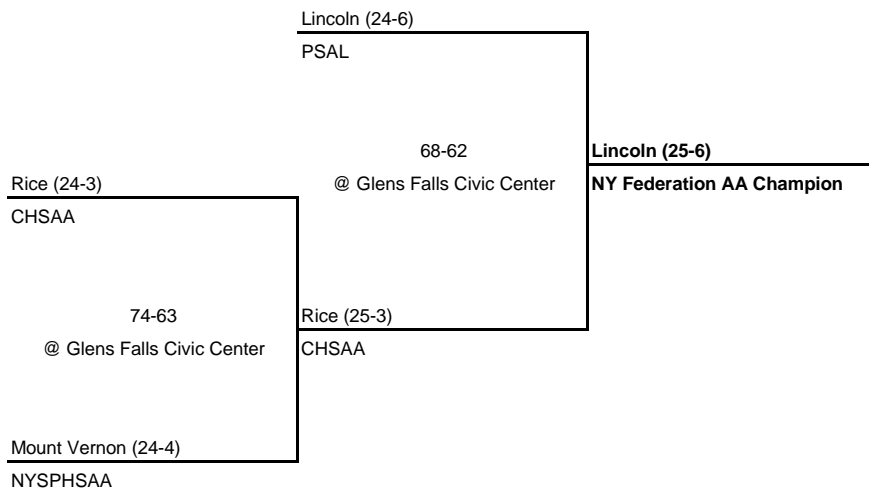 Lincoln (24-6)
PSAL
68-62
@ Glens Falls Civic Center
Lincoln (25-6)
NY Federation AA Champion
Rice (24-3)
CHSAA
74-63
@ Glens Falls Civic Center
Rice (25-3)
CHSAA
Mount Vernon (24-4)
NYSPHSAA